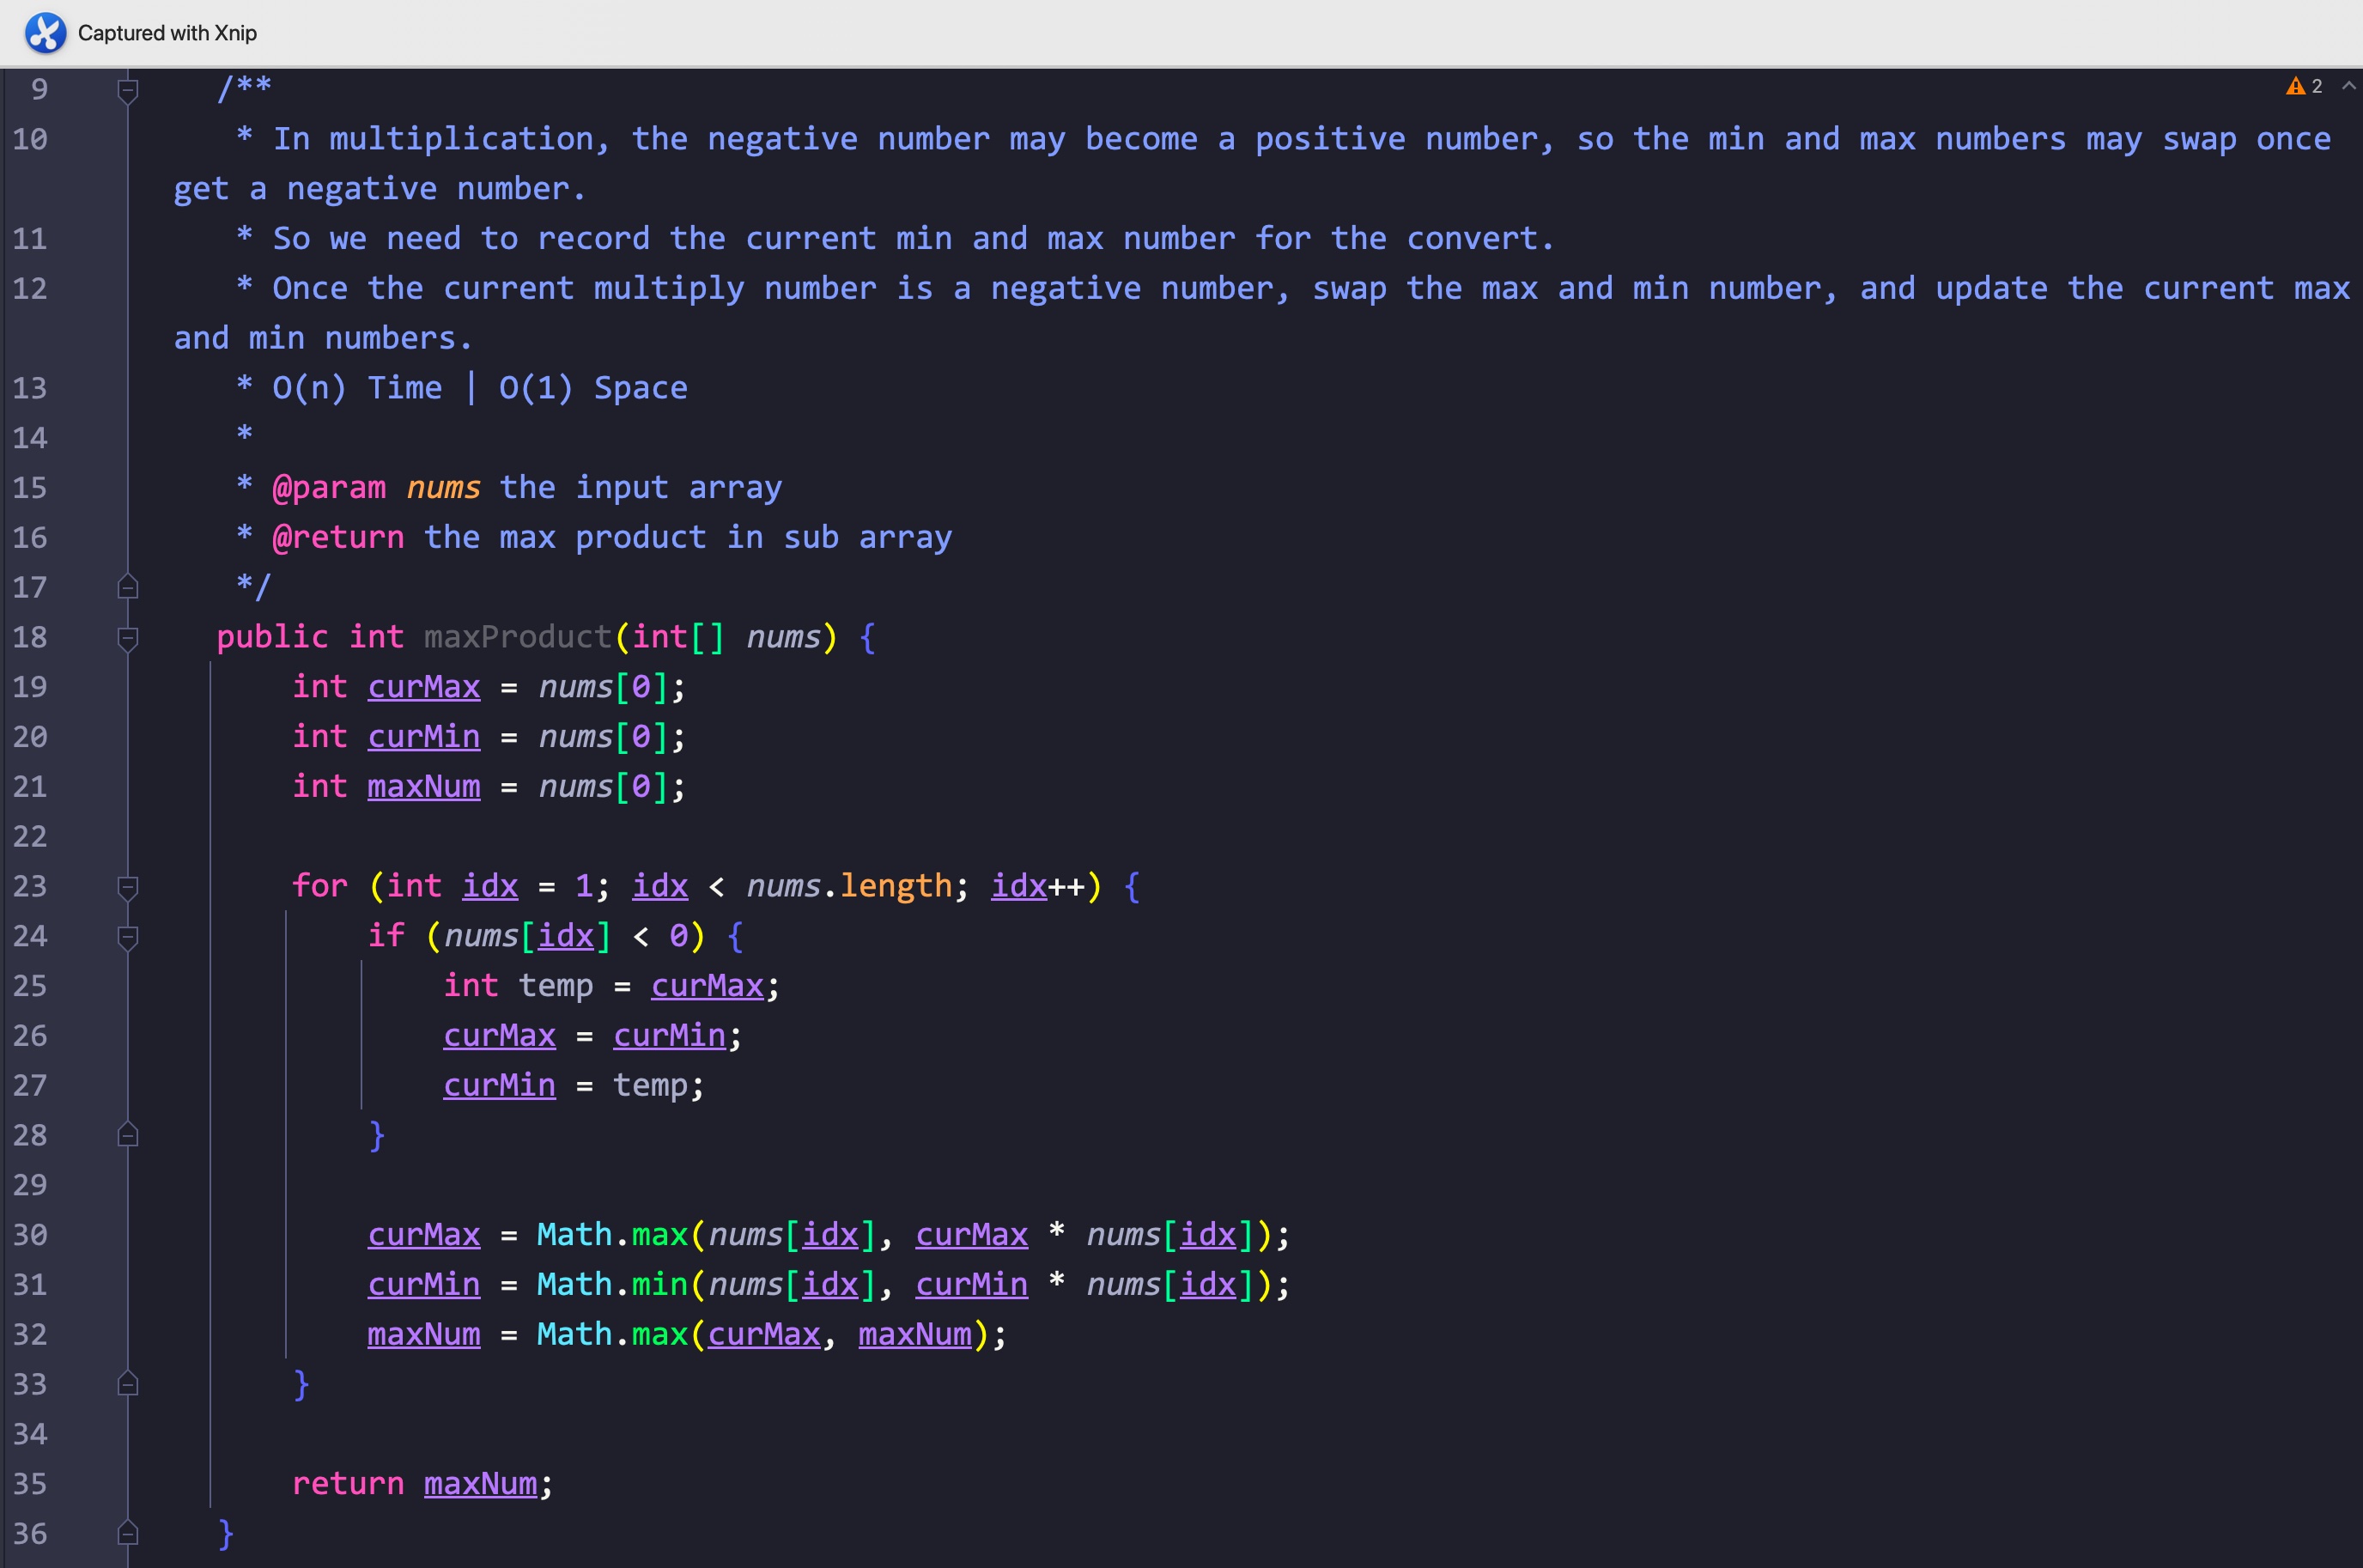 Captured with Xnip
2
9 /**
10 * In multiplication, the negative number may become a positive number, so the min and max numbers may swap once
get a negative number.
11 * So we need to record the current min and max number for the convert.
12 * Once the current multiply number is a negative number, swap the max and min number, and update the current max
and min numbers.
13 * O(n) Time | O(1) Space
14 *
15 * @param nums the input array
16 * @return the max product in sub array
17 */
18 public int maxProduct(int[] nums) {
19 int curMax = nums[0];
20 int curMin = nums[0];
21 int maxNum = nums[0];
22
23 for (int idx = 1; idx < nums.length; idx++) {
24 if (nums[idx] < 0) {
25 int temp = curMax;
26 curMax = curMin;
27 curMin = temp;
28 }
29
30 curMax = Math.max(nums[idx], curMax * nums[idx]);
31 curMin = Math.min(nums[idx], curMin * nums[idx]);
32 maxNum = Math.max(curMax, maxNum);
33 }
34
35 return maxNum;
36 }